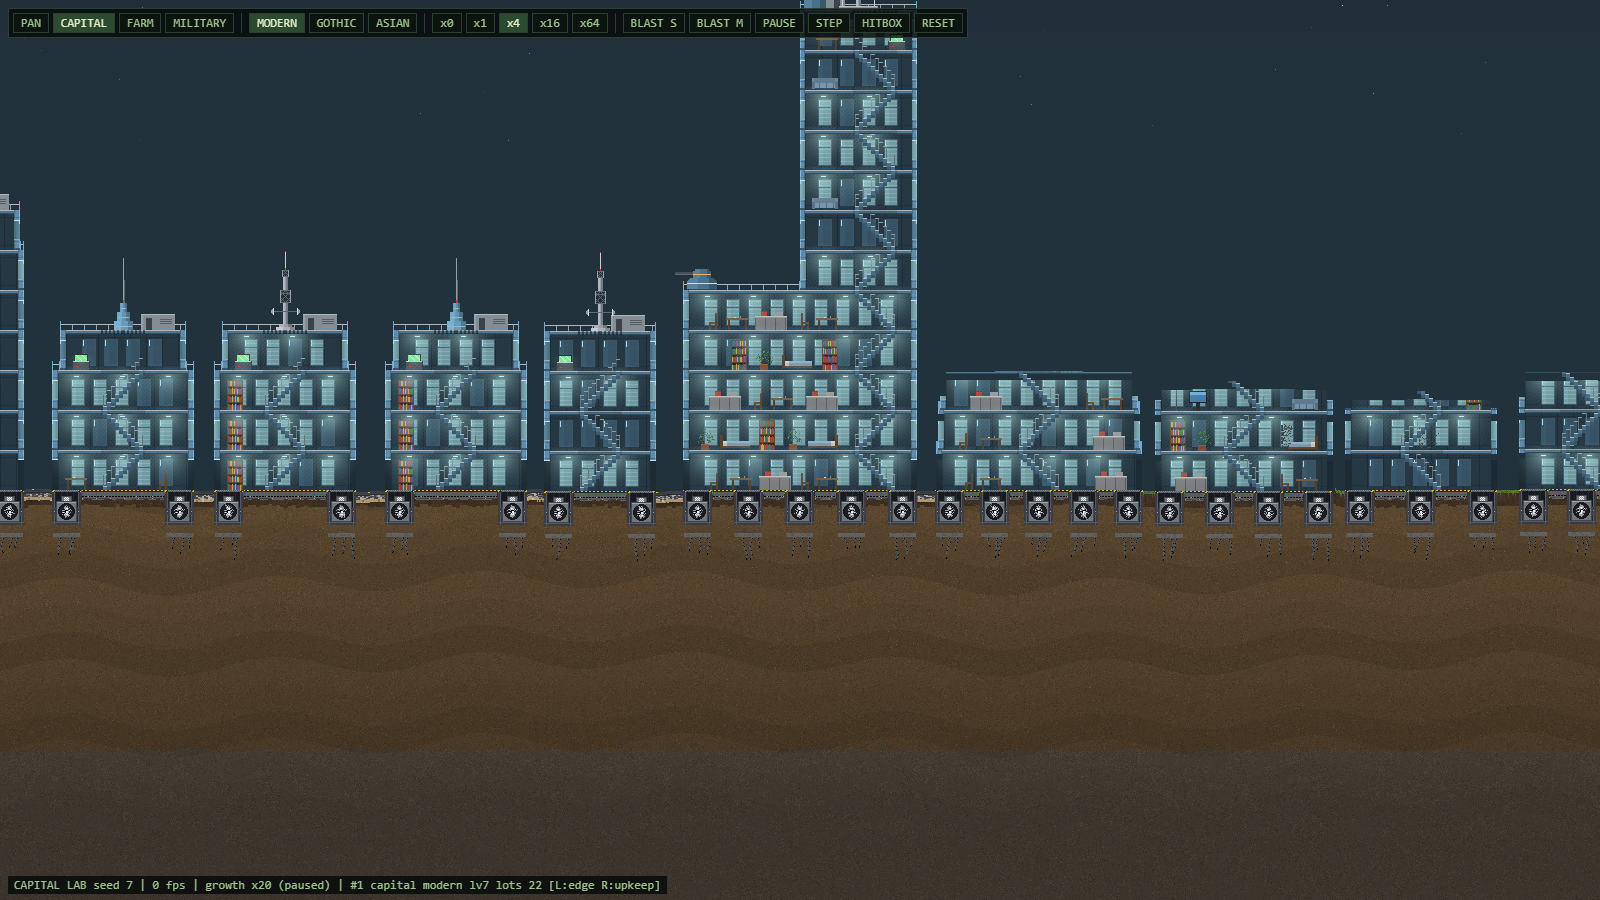 PAN CAPITAL FARM MILITARY MODERN GOTHIC ASIAN x0 x1 x4 x16 x64 BLAST S BLAST M PAUSE STEP HITBOX RESET
CAPITAL LAB seed 7 | 0 fps | growth x20 (paused) | #1 capital modern lv7 lots 22 [L:edge R:upkeep]